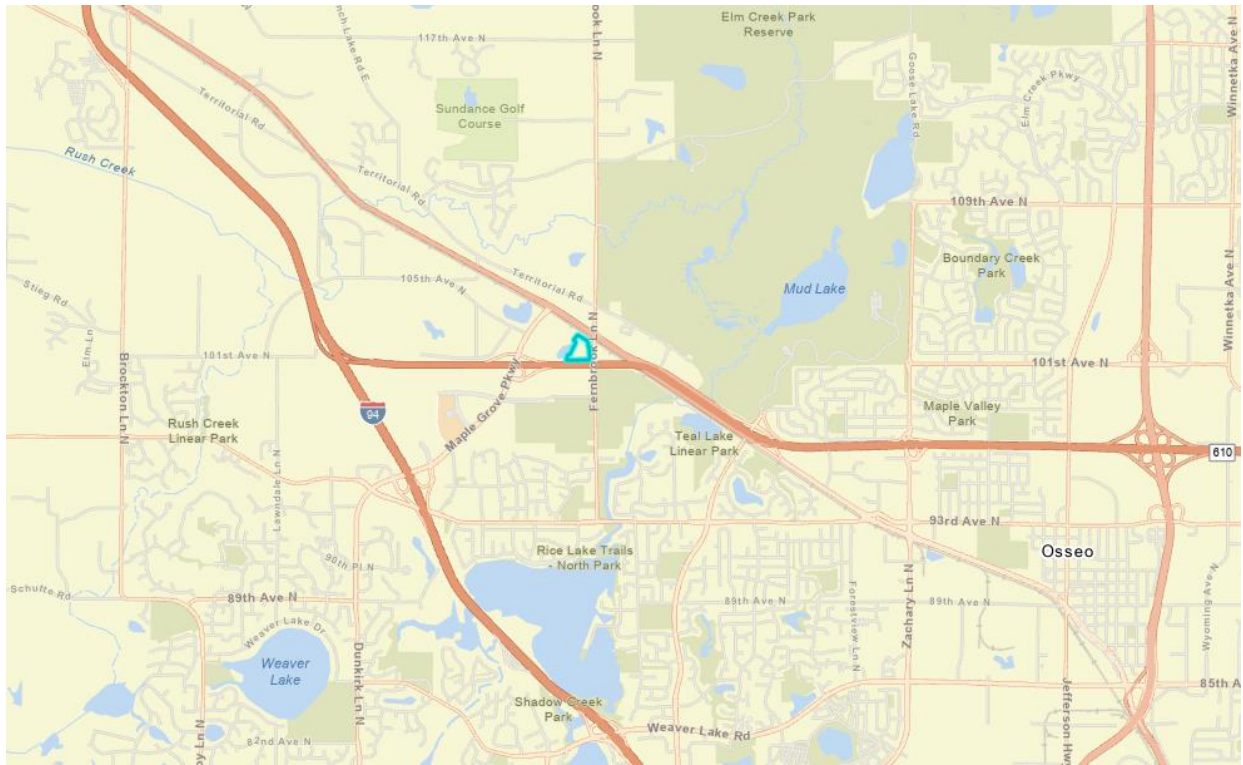 Elm Creek Park
Reserve
117th Ave N
Sundance Golf
Course
Territorial Rd
Rush Creek
Territorial Rd
Goose Lake Rd
Elm Creek Pkwy
Winnetka Ave N
109th Ave N
Boundary Creek
Park
Mud Lake
Territorial Rd
105th Ave N
Stieg Rd
Elm Ln
Brockton Ln N
101st Ave N
Fernbrook Ln N
Maple Grove Pkwy
101st Ave N
Winnetka Ave N
94
Rush Creek
Linear Park
Maple Valley
Park
Teal Lake
Linear Park
610
Lawndale Ln N
93rd Ave N
Osseo
Rice Lake Trails
- North Park
90th Pl N
Schutte Rd
89th Ave N
89th Ave N
89th Ave N
Forestview Ln N
Zachary Ln N
Wyoming Ave N
Weaver Lake Dr
Weaver
Lake
Dunkirk Ln N
Shadow Creek
Park
Weaver Lake Rd
85th A
Jefferson Hwy
82nd Ave N
by Ln N